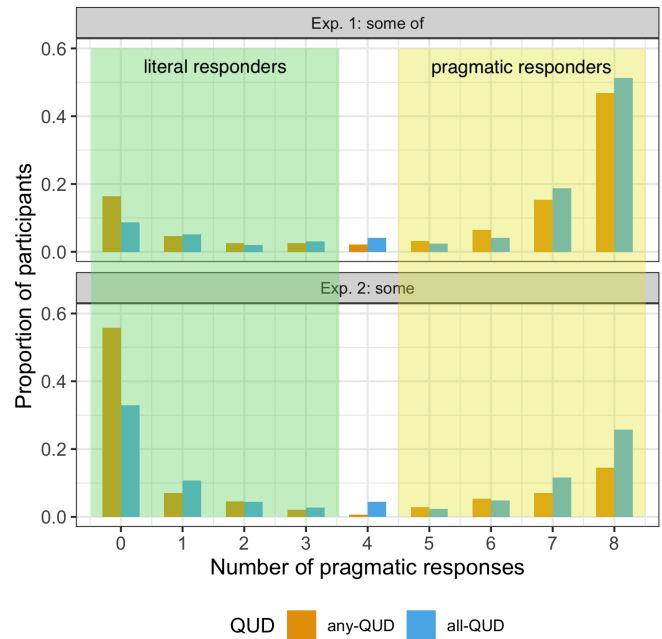 Exp. 1: some of
literal responders
pragmatic responders
0.6
0.4
0.2
0.0
Exp. 2: some
0.6
0.4
0.2
0.0
Proportion of participants
0 1 2 3 4 5 6 7 8
Number of pragmatic responses
QUD any-QUD all-QUD